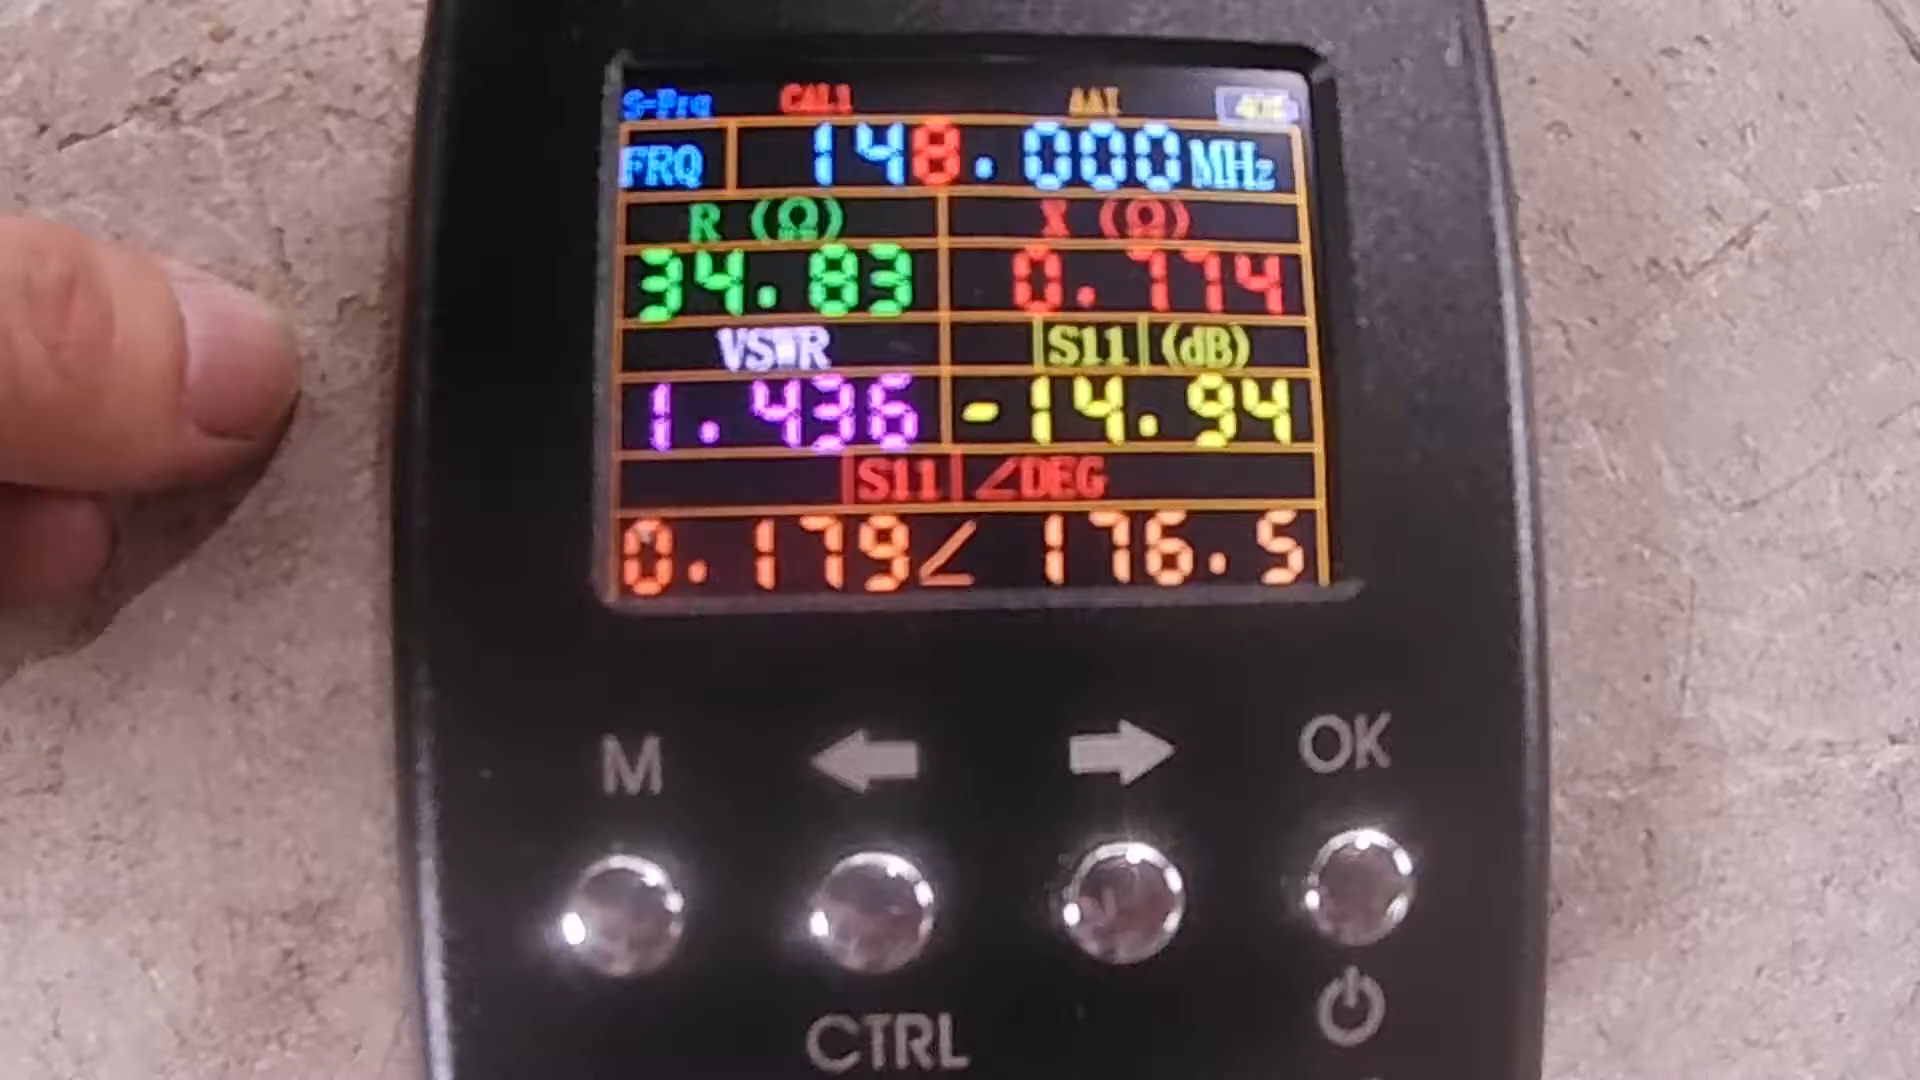 S-Frq CAL1 AAI
FRQ 148.000MHz
R (Ω) X (Ω)
34.83 0.774
VSWR |S11|(dB)
1.436 -14.94
|S11|∠DEG
0.179∠ 176.5
M OK
CTRL